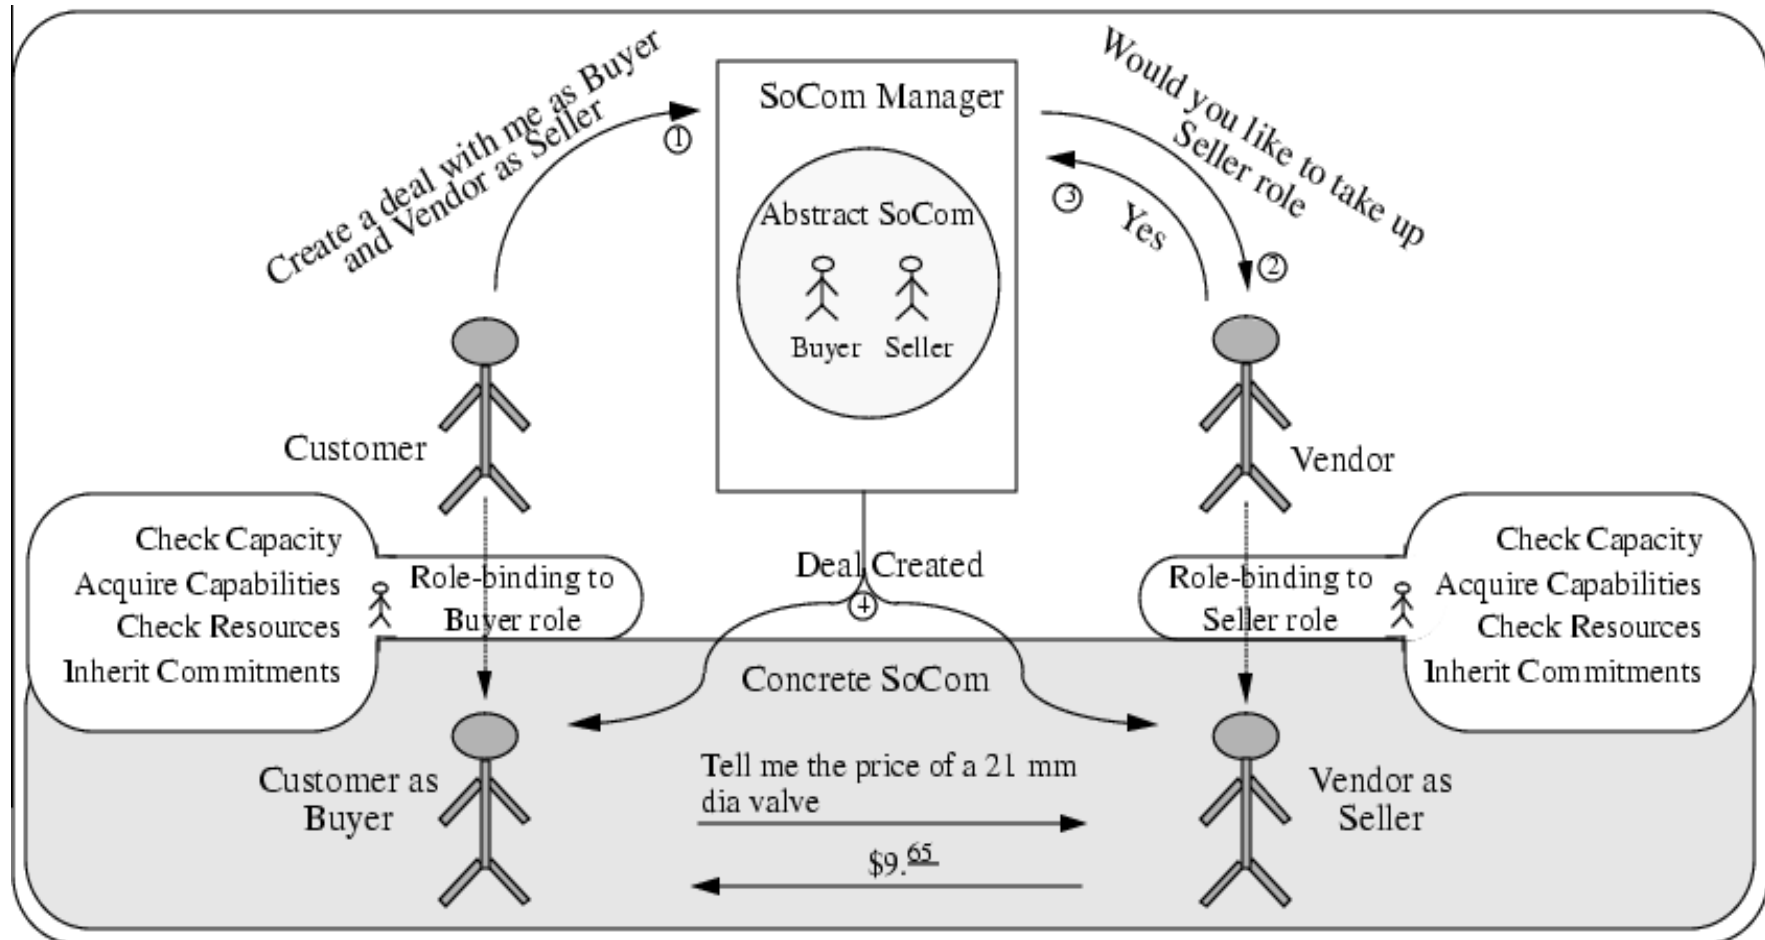 Create a deal with me as Buyer
and Vendor as Seller
1
SoCom Manager
Abstract SoCom
Buyer
Seller
Would you like to take up
Seller role
2
3
Yes
Customer
Vendor
Check Capacity
Acquire Capabilities
Check Resources
Inherit Commitments
Role-binding to
Buyer role
Deal Created
4
Role-binding to
Seller role
Check Capacity
Acquire Capabilities
Check Resources
Inherit Commitments
Concrete SoCom
Customer as
Buyer
Tell me the price of a 21 mm
dia valve
$9.65
Vendor as
Seller